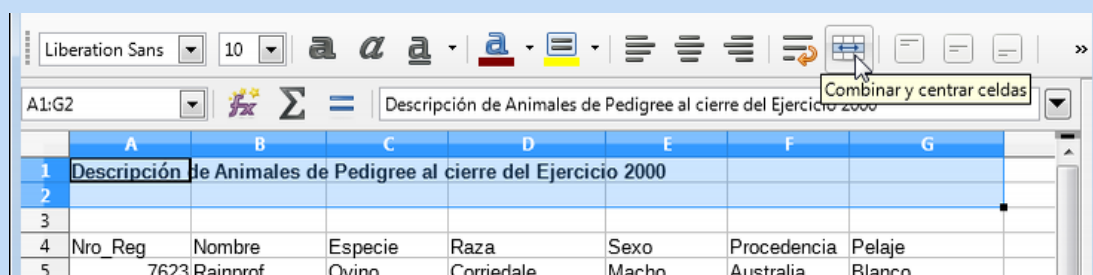 Liberation Sans 10 a a a a »
Combinar y centrar celdas
A1:G2 Descripción de Animales de Pedigree al cierre del Ejercicio 2000
A B C D E F G
1 Descripción de Animales de Pedigree al cierre del Ejercicio 2000
2
3
4 Nro_Reg Nombre Especie Raza Sexo Procedencia Pelaje
5 7623 Rainprof Ovino Corriedale Macho Australia Blanco